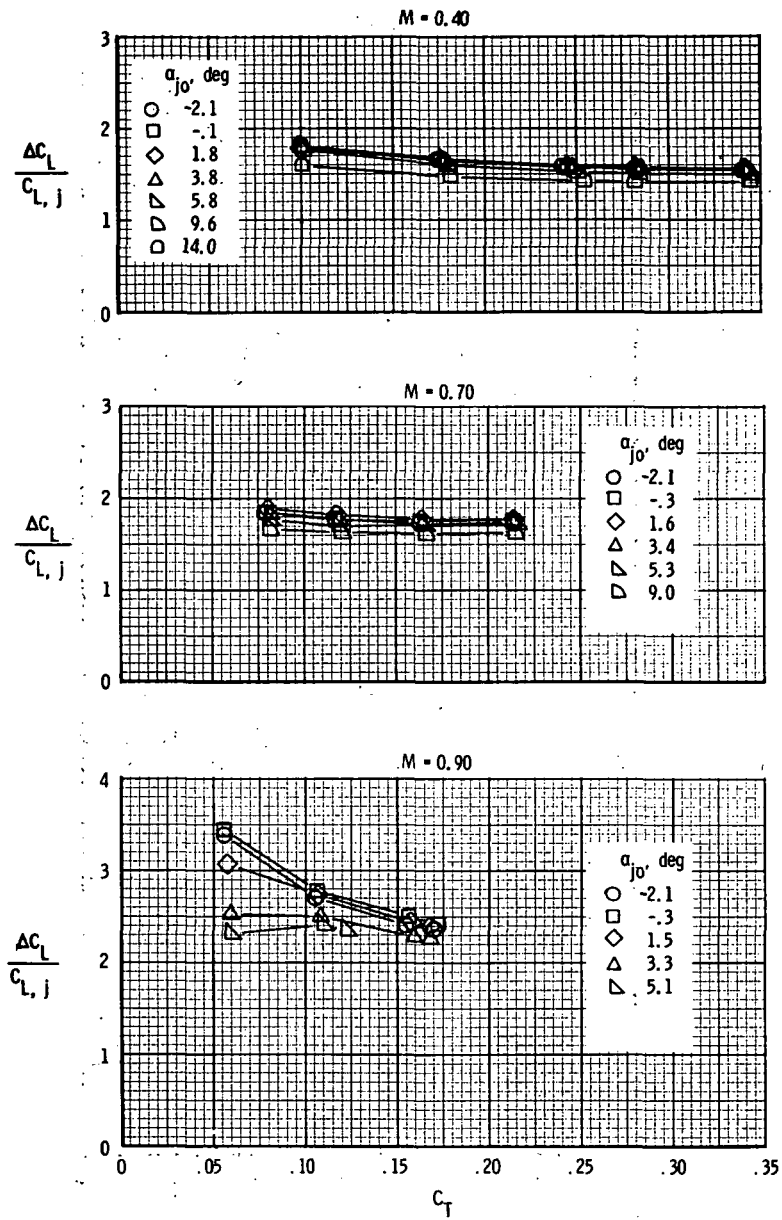 M = 0.40
3
2
1
0
ΔC_L
C_L, j
α_jo, deg
-2.1
-.1
1.8
3.8
5.8
9.6
14.0
M = 0.70
3
2
1
0
ΔC_L
C_L, j
α_jo, deg
-2.1
-.3
1.6
3.4
5.3
9.0
M = 0.90
4
3
2
1
0
ΔC_L
C_L, j
α_jo, deg
-2.1
-.3
1.5
3.3
5.1
0 .05 .10 .15 .20 .25 .30 .35
C_T